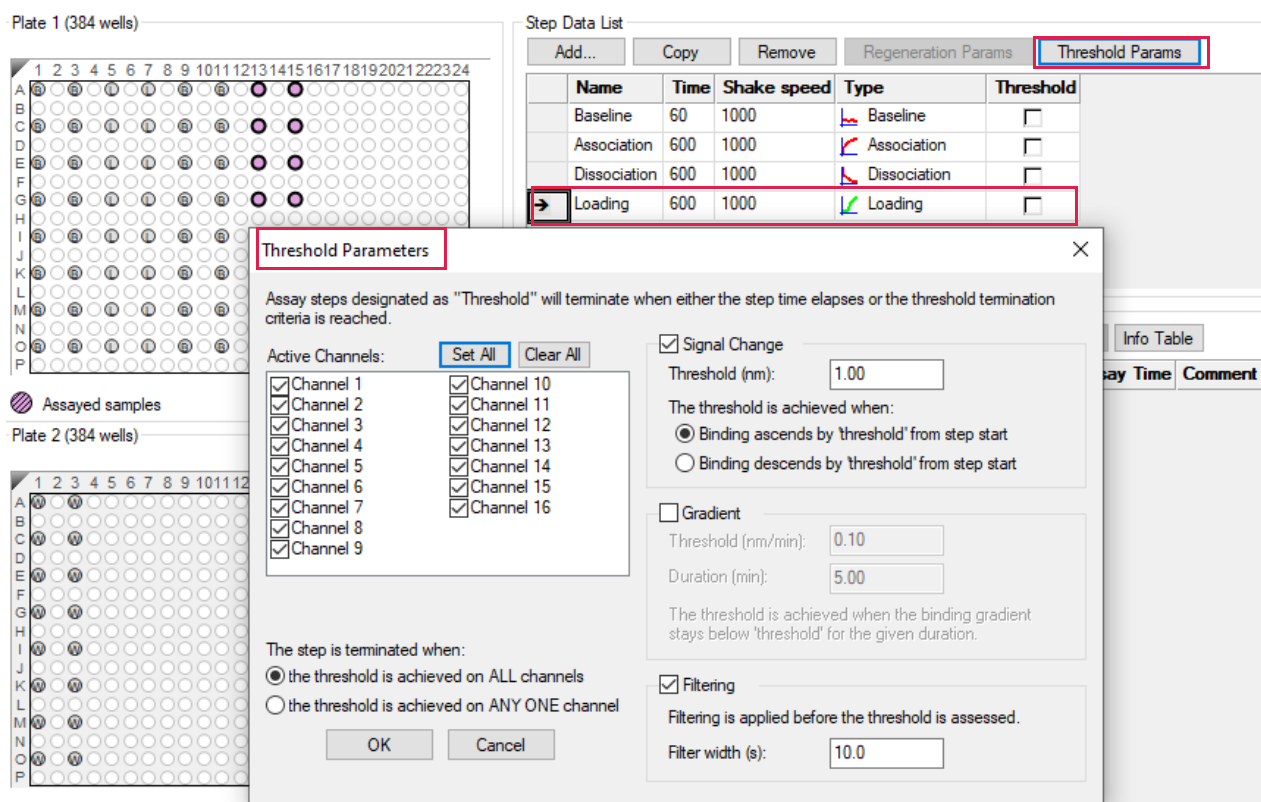 Plate 1 (384 wells)
1 2 3 4 5 6 7 8 9 10 11 12 13 14 15 16 17 18 19 20 21 22 23 24
A B B L L B B
B
C B B L L B B
D
E B B L L B B
F
G B B L L B B
H
I B B L L B B
J
K B B L L B B
L
M B B L L B B
N
O B B L L B B
P
Assayed samples
Plate 2 (384 wells)
1 2 3 4 5 6 7 8 9 10 11 12
A W W
B
C W W
D
E W W
F
G W W
H
I W W
J
K W W
L
M W W
N
O W W
P
Step Data List
Add... Copy Remove Regeneration Params Threshold Params
Name Time Shake speed Type Threshold
Baseline 60 1000 Baseline
Association 600 1000 Association
Dissociation 600 1000 Dissociation
Loading 600 1000 Loading
Info Table
say Time Comment
Threshold Parameters
Assay steps designated as "Threshold" will terminate when either the step time elapses or the threshold termination
criteria is reached.
Active Channels: Set All Clear All
Channel 1
Channel 2
Channel 3
Channel 4
Channel 5
Channel 6
Channel 7
Channel 8
Channel 9
Channel 10
Channel 11
Channel 12
Channel 13
Channel 14
Channel 15
Channel 16
The step is terminated when:
the threshold is achieved on ALL channels
the threshold is achieved on ANY ONE channel
OK Cancel
Signal Change
Threshold (nm): 1.00
The threshold is achieved when:
Binding ascends by 'threshold' from step start
Binding descends by 'threshold' from step start
Gradient
Threshold (nm/min): 0.10
Duration (min): 5.00
The threshold is achieved when the binding gradient
stays below 'threshold' for the given duration.
Filtering
Filtering is applied before the threshold is assessed.
Filter width (s): 10.0